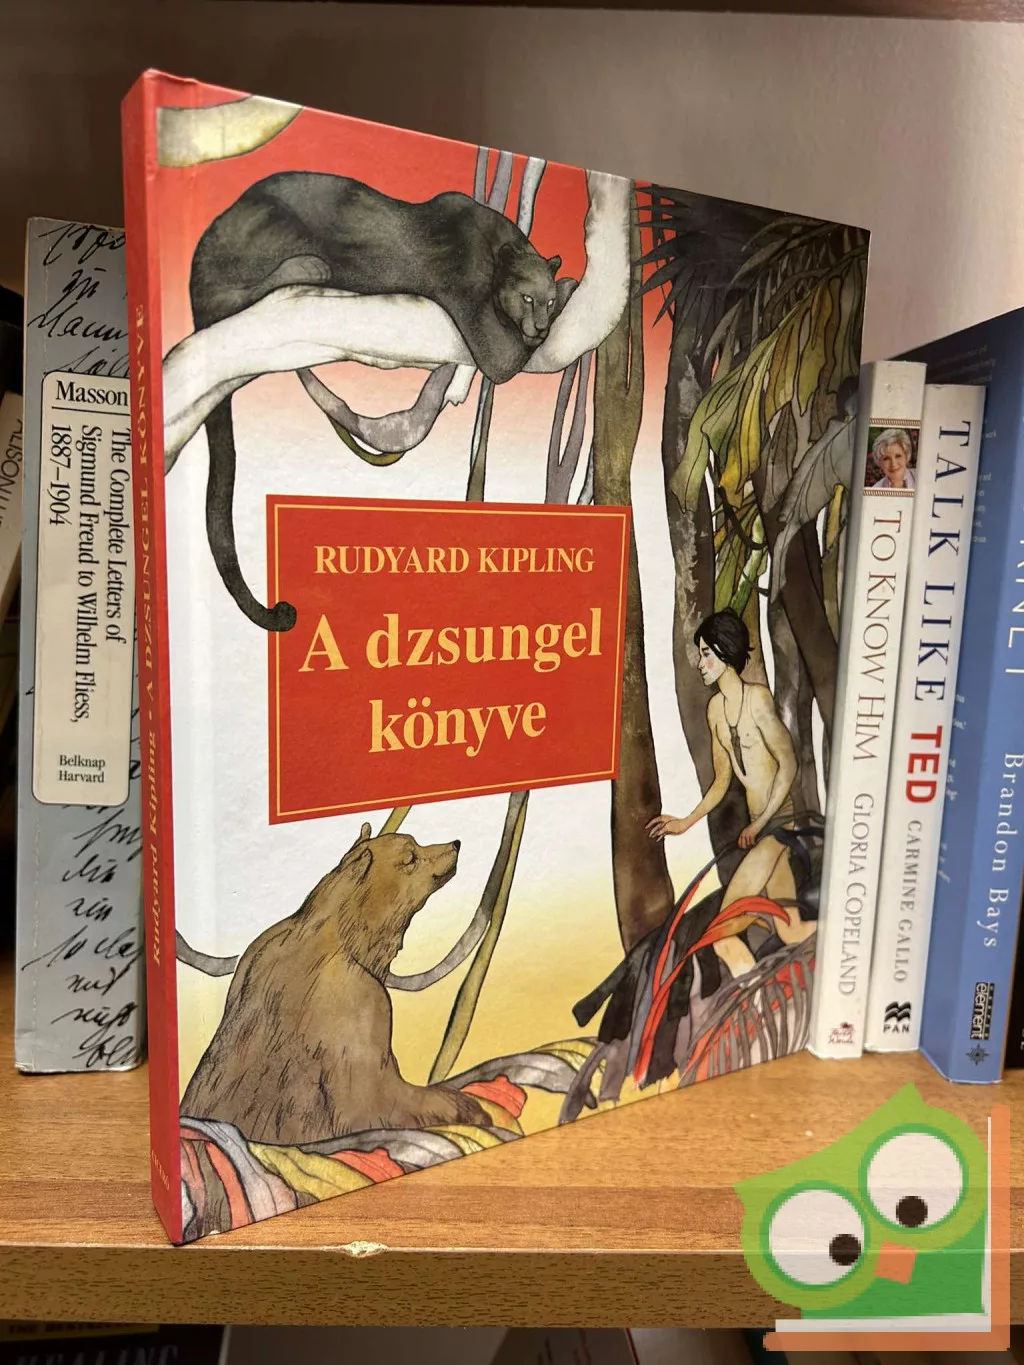 RUDYARD KIPLING
A dzsungel
könyve
Rudyard Kipling • A DZSUNGEL KÖNYVE
Masson
The Complete Letters of
Sigmund Freud to Wilhelm Fliess,
1887–1904
Belknap
Harvard
TO KNOW HIM GLORIA COPELAND
TALK LIKE TED CARMINE GALLO
PAN
Brandon Bays
element